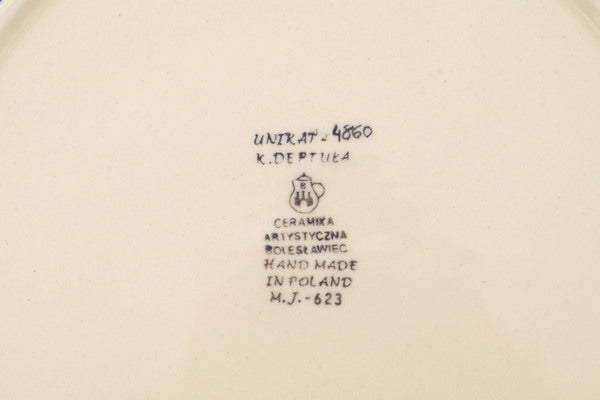 UNIKAT - 4860
K. DEPTUŁA
B
CERAMIKA
ARTYSTYCZNA
BOLESŁAWIEC
HAND MADE
IN POLAND
M.J.-623